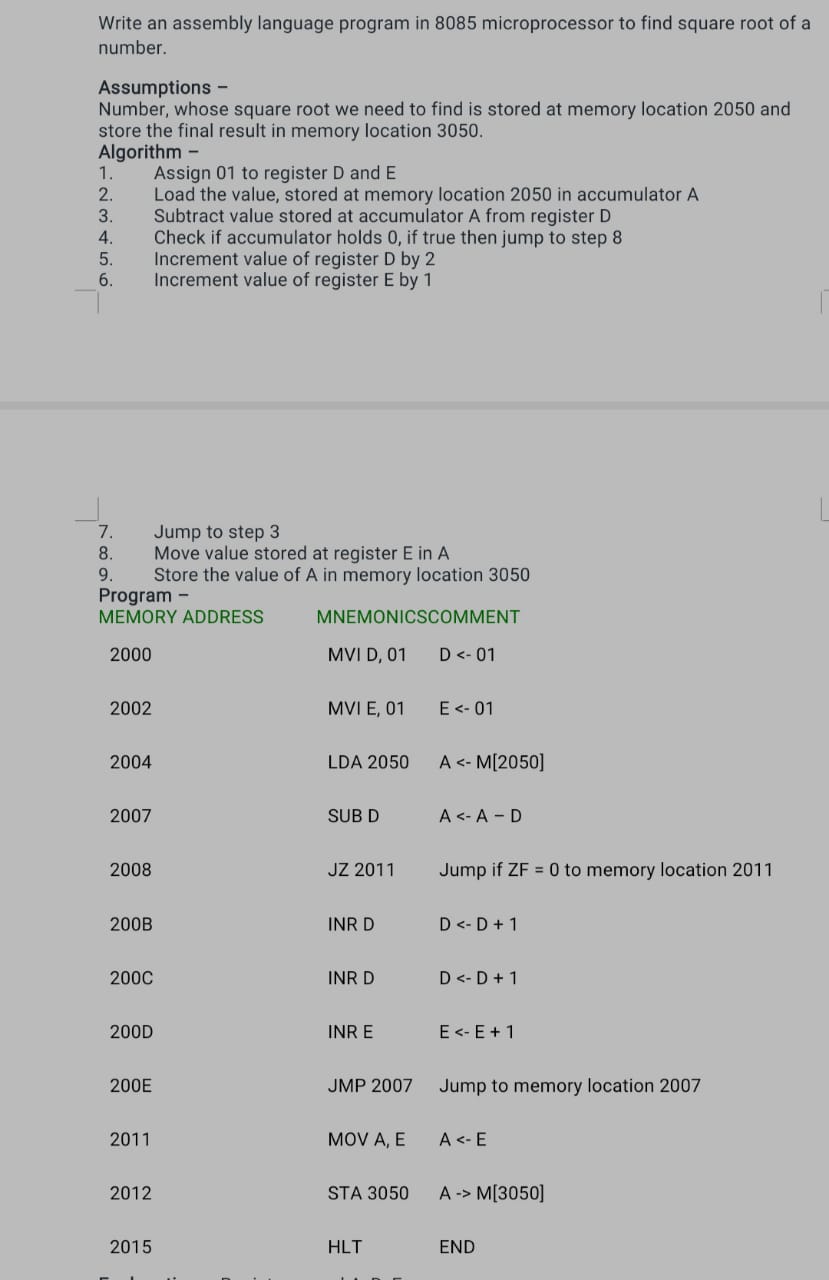 Write an assembly language program in 8085 microprocessor to find square root of a
number.
Assumptions –
Number, whose square root we need to find is stored at memory location 2050 and
store the final result in memory location 3050.
Algorithm –
1. Assign 01 to register D and E
2. Load the value, stored at memory location 2050 in accumulator A
3. Subtract value stored at accumulator A from register D
4. Check if accumulator holds 0, if true then jump to step 8
5. Increment value of register D by 2
6. Increment value of register E by 1
7. Jump to step 3
8. Move value stored at register E in A
9. Store the value of A in memory location 3050
Program –
MEMORY ADDRESS MNEMONICSCOMMENT
2000 MVI D, 01 D <- 01
2002 MVI E, 01 E <- 01
2004 LDA 2050 A <- M[2050]
2007 SUB D A <- A – D
2008 JZ 2011 Jump if ZF = 0 to memory location 2011
200B INR D D <- D + 1
200C INR D D <- D + 1
200D INR E E <- E + 1
200E JMP 2007 Jump to memory location 2007
2011 MOV A, E A <- E
2012 STA 3050 A -> M[3050]
2015 HLT END